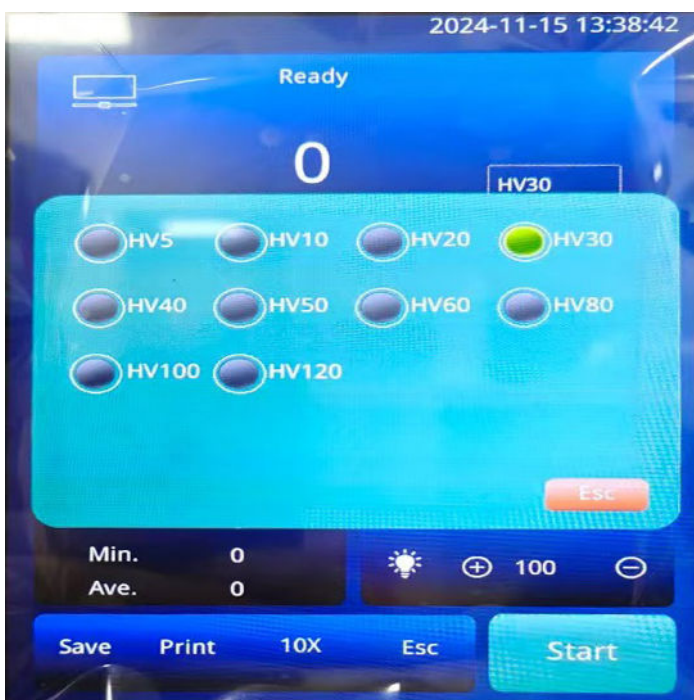 2024-11-15 13:38:42
Ready
0
HV30
HV5 HV10 HV20 HV30
HV40 HV50 HV60 HV80
HV100 HV120
Esc
Min. 0
Ave. 0
100
Save Print 10X Esc Start